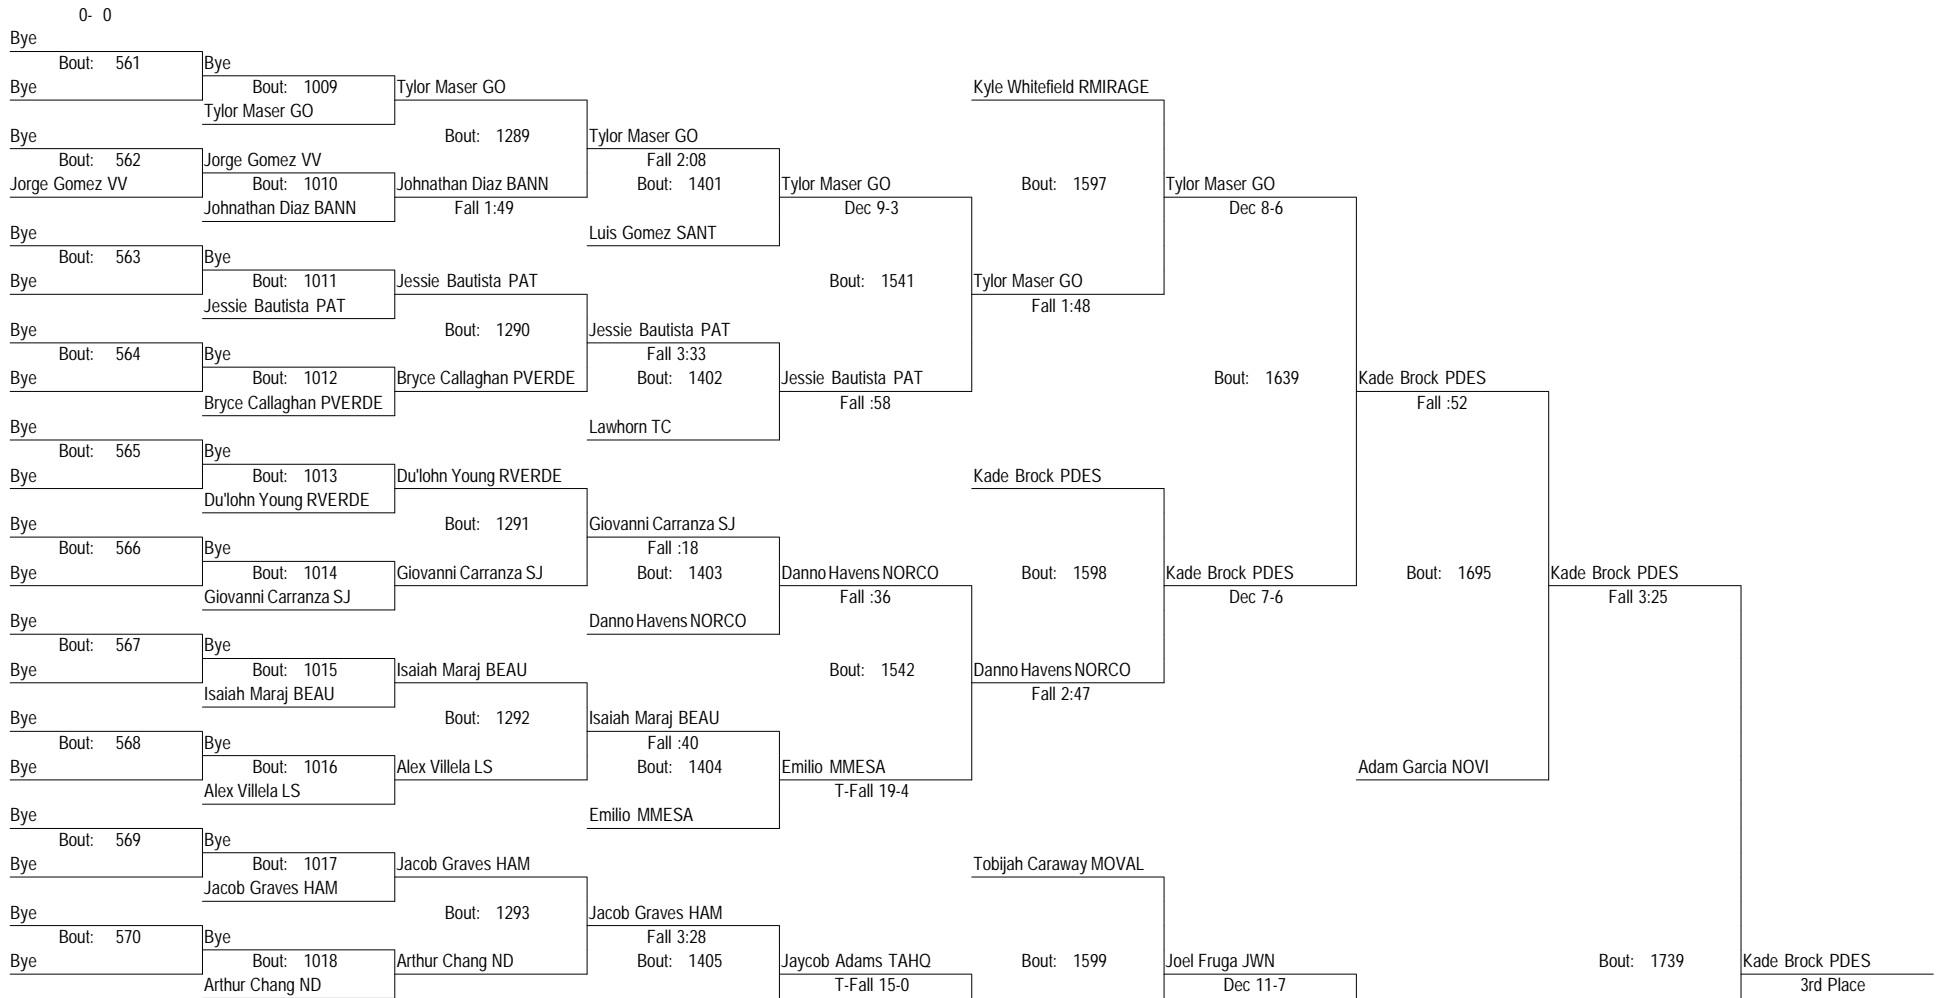 0- 0
Bye
Bout: 561 Bye
Bye Bout: 1009 Tylor Maser GO Kyle Whitefield RMIRAGE
Tylor Maser GO
Bye Bout: 1289 Tylor Maser GO
Bout: 562 Jorge Gomez VV Fall 2:08
Jorge Gomez VV Bout: 1010 Johnathan Diaz BANN Bout: 1401 Tylor Maser GO Bout: 1597 Tylor Maser GO
Johnathan Diaz BANN Fall 1:49 Dec 9-3 Dec 8-6
Bye Luis Gomez SANT
Bout: 563 Bye
Bye Bout: 1011 Jessie Bautista PAT Bout: 1541 Tylor Maser GO
Jessie Bautista PAT Fall 1:48
Bye Bout: 1290 Jessie Bautista PAT
Bout: 564 Bye Fall 3:33
Bye Bout: 1012 Bryce Callaghan PVERDE Bout: 1402 Jessie Bautista PAT Bout: 1639 Kade Brock PDES
Bryce Callaghan PVERDE Fall :58 Fall :52
Bye Lawhorn TC
Bout: 565 Bye
Bye Bout: 1013 Du'lohn Young RVERDE Kade Brock PDES
Du'lohn Young RVERDE
Bye Bout: 1291 Giovanni Carranza SJ
Bout: 566 Bye Fall :18
Bye Bout: 1014 Giovanni Carranza SJ Bout: 1403 Danno Havens NORCO Bout: 1598 Kade Brock PDES Bout: 1695 Kade Brock PDES
Giovanni Carranza SJ Fall :36 Dec 7-6 Fall 3:25
Bye Danno Havens NORCO
Bout: 567 Bye
Bye Bout: 1015 Isaiah Maraj BEAU Bout: 1542 Danno Havens NORCO
Isaiah Maraj BEAU Fall 2:47
Bye Bout: 1292 Isaiah Maraj BEAU
Bout: 568 Bye Fall :40
Bye Bout: 1016 Alex Villela LS Bout: 1404 Emilio MMESA Adam Garcia NOVI
Alex Villela LS T-Fall 19-4
Bye Emilio MMESA
Bout: 569 Bye
Bye Bout: 1017 Jacob Graves HAM Tobijah Caraway MOVAL
Jacob Graves HAM
Bye Bout: 1293 Jacob Graves HAM
Bout: 570 Bye Fall 3:28
Bye Bout: 1018 Arthur Chang ND Bout: 1405 Jaycob Adams TAHQ Bout: 1599 Joel Fruga JWN Bout: 1739 Kade Brock PDES
Arthur Chang ND T-Fall 15-0 Dec 11-7 3rd Place